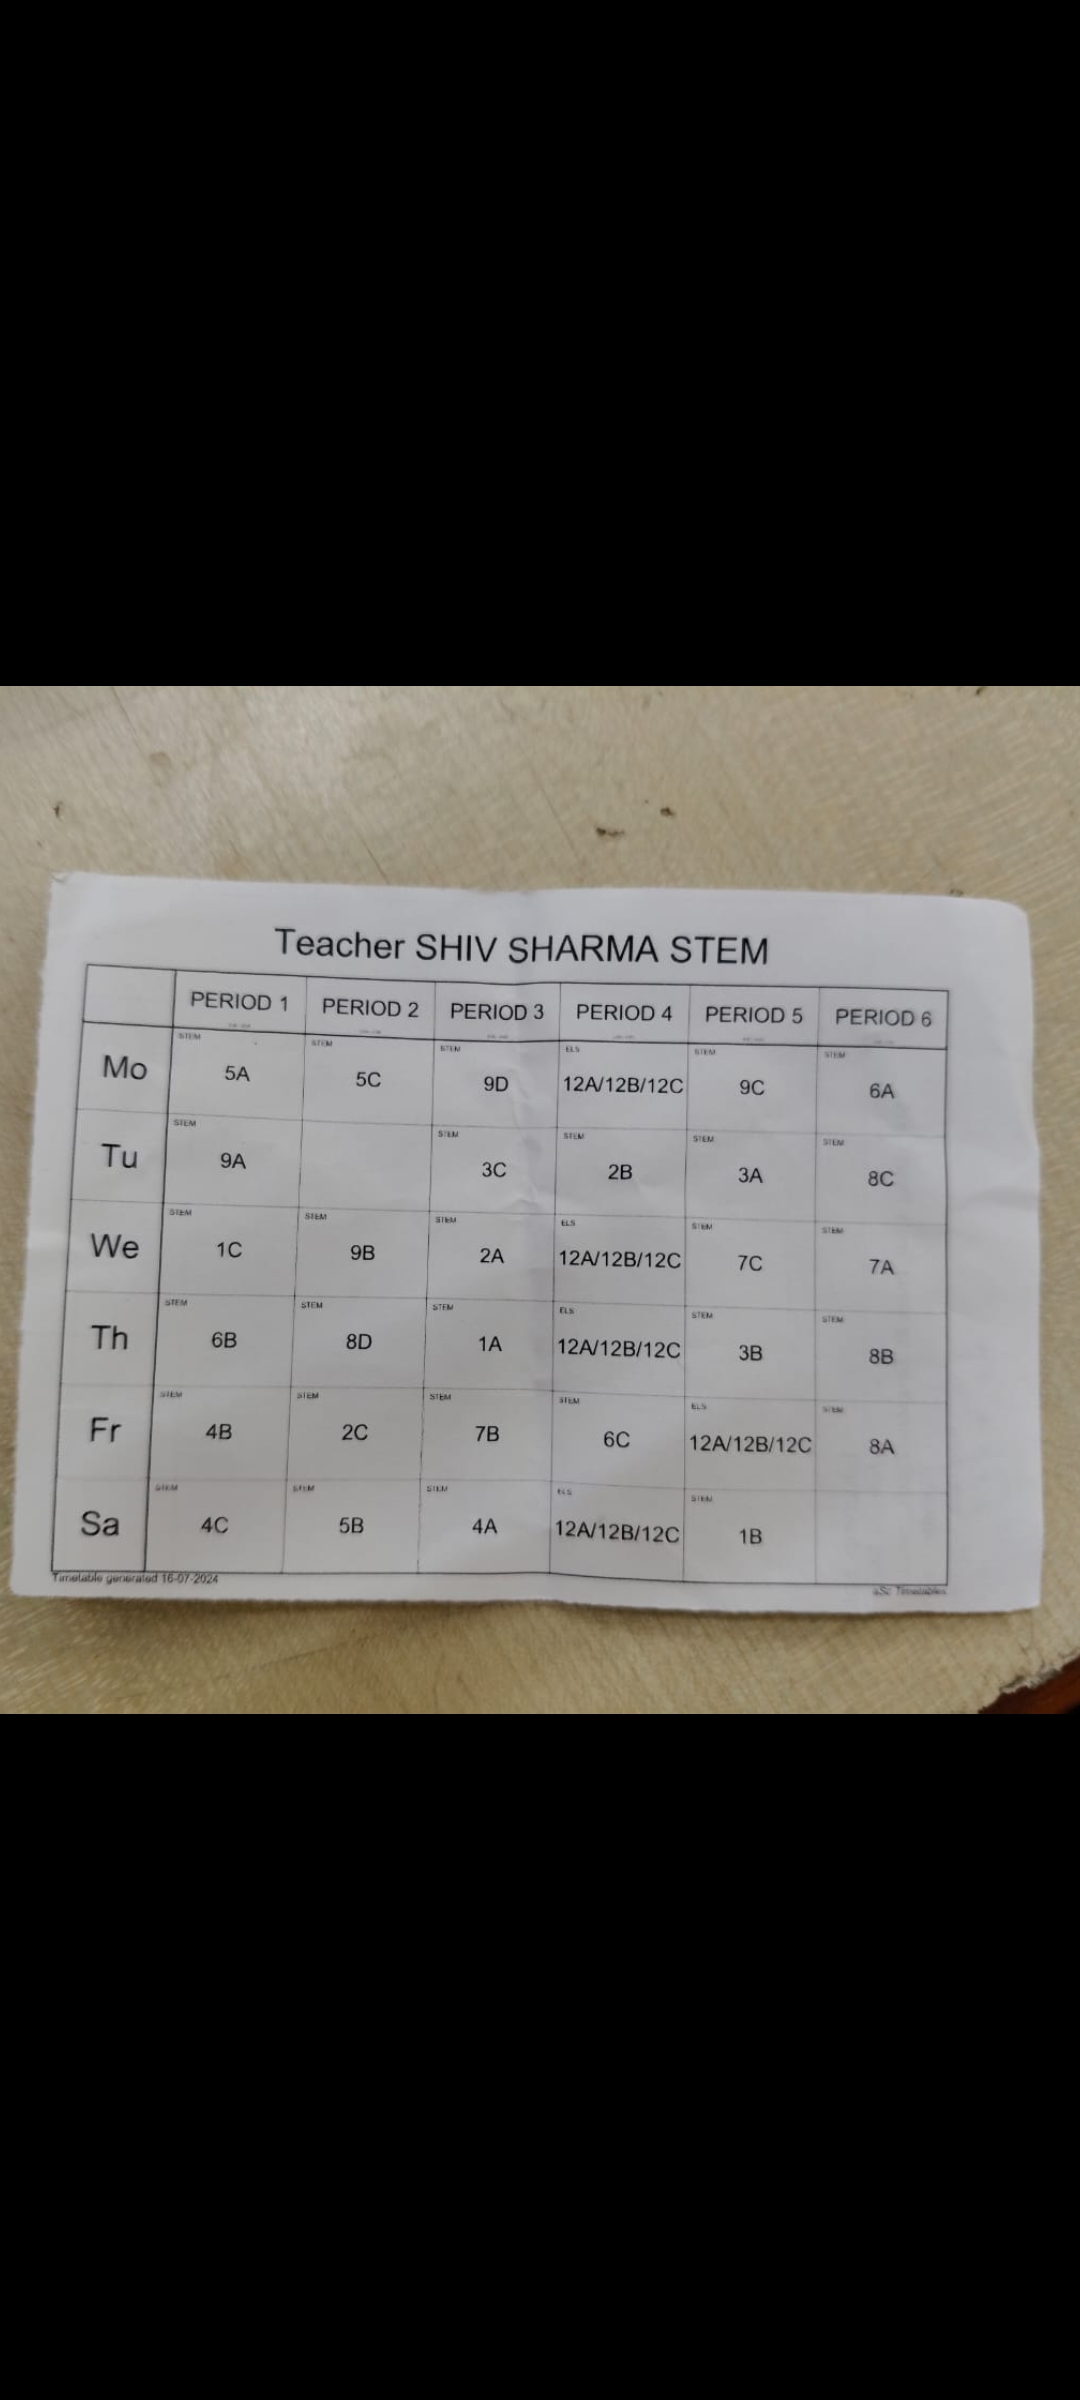 Teacher SHIV SHARMA STEM
PERIOD 1 PERIOD 2 PERIOD 3 PERIOD 4 PERIOD 5 PERIOD 6
STEM STEM STEM ELS STEM STEM
Mo 5A 5C 9D 12A/12B/12C 9C 6A
STEM STEM STEM STEM STEM
Tu 9A 3C 2B 3A 8C
STEM STEM STEM ELS STEM STEM
We 1C 9B 2A 12A/12B/12C 7C 7A
STEM STEM STEM ELS STEM STEM
Th 6B 8D 1A 12A/12B/12C 3B 8B
STEM STEM STEM STEM ELS STEM
Fr 4B 2C 7B 6C 12A/12B/12C 8A
STEM STEM STEM ELS STEM
Sa 4C 5B 4A 12A/12B/12C 1B
Timetable generated 16-07-2024 aSc Timetables